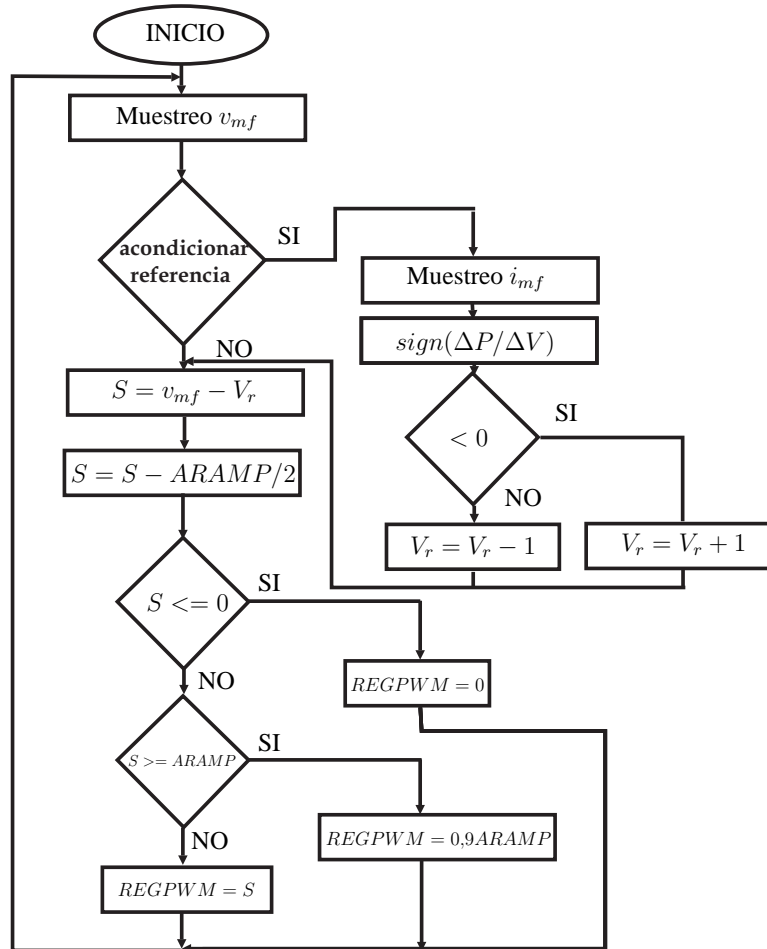 INICIO
Muestreo $v_{mf}$
acondicionar
referencia
SI
Muestreo $i_{mf}$
$sign(\Delta P/\Delta V)$
NO
$S = v_{mf} - V_r$
$< 0$
SI
NO
$S = S - ARAMP/2$
$V_r = V_r - 1$
$V_r = V_r + 1$
$S <= 0$
SI
NO
$REGPWM = 0$
$S >= ARAMP$
SI
NO
$REGPWM = 0,9ARAMP$
$REGPWM = S$